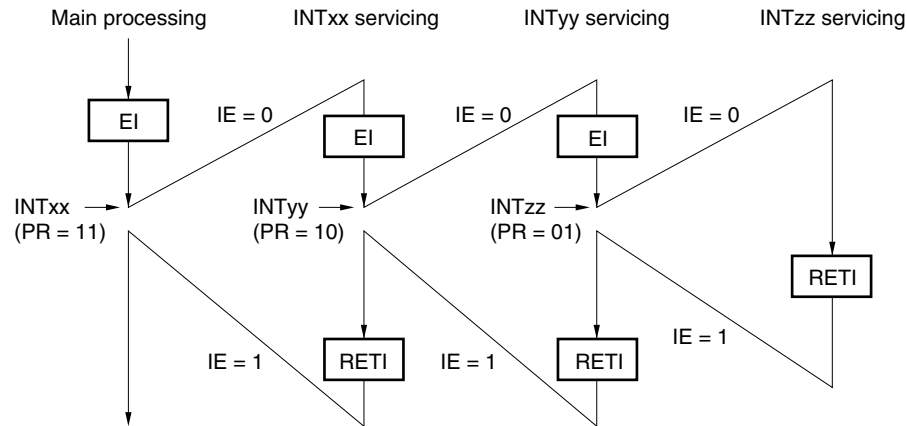 Main processing
INTxx servicing
INTyy servicing
INTzz servicing
EI
IE = 0
EI
IE = 0
EI
IE = 0
INTxx
(PR = 11)
INTyy
(PR = 10)
INTzz
(PR = 01)
RETI
IE = 1
RETI
IE = 1
RETI
IE = 1